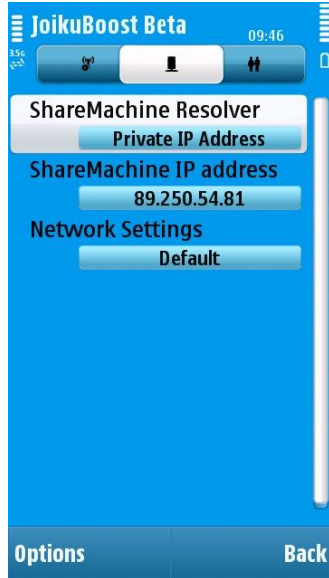 JoikuBoost Beta
09:46
3.5G
ShareMachine Resolver
Private IP Address
ShareMachine IP address
89.250.54.81
Network Settings
Default
Options
Back